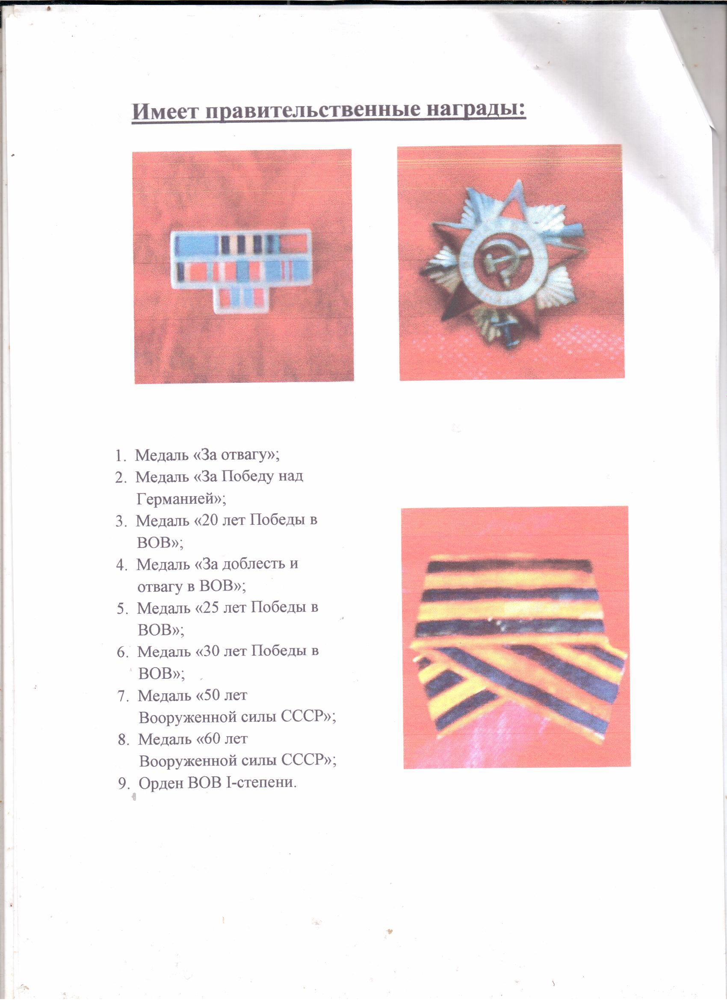 Имеет правительственные награды:
1. Медаль «За отвагу»;
2. Медаль «За Победу над
Германией»;
3. Медаль «20 лет Победы в
ВОВ»;
4. Медаль «За доблесть и
отвагу в ВОВ»;
5. Медаль «25 лет Победы в
ВОВ»;
6. Медаль «30 лет Победы в
ВОВ»;
7. Медаль «50 лет
Вооруженной силы СССР»;
8. Медаль «60 лет
Вооруженной силы СССР»;
9. Орден ВОВ I-степени.